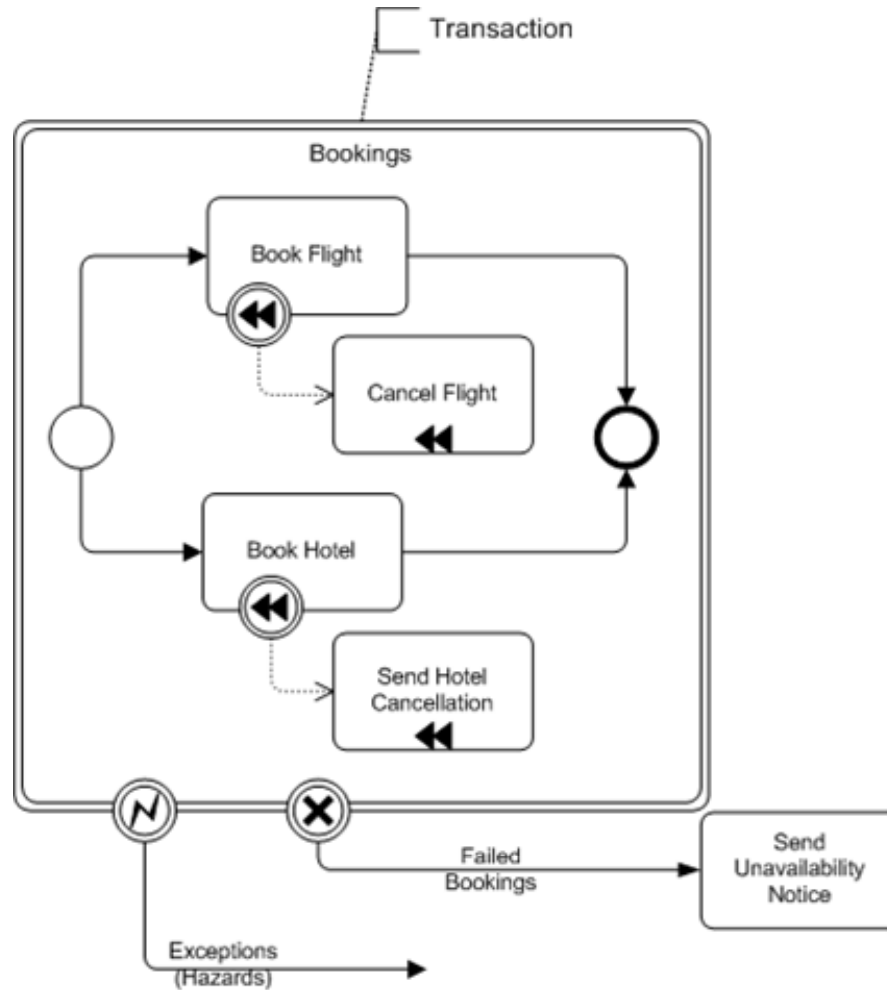 Transaction
Bookings
Book Flight
Cancel Flight
Book Hotel
Send Hotel
Cancellation
Failed
Bookings
Send
Unavailability
Notice
Exceptions
(Hazards)